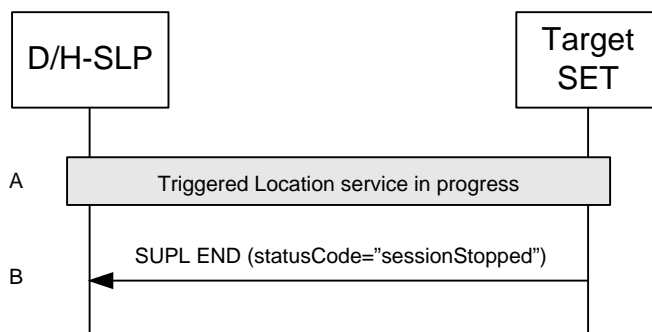 D/H-SLP
Target
SET
A
Triggered Location service in progress
SUPL END (statusCode=”sessionStopped”)
B